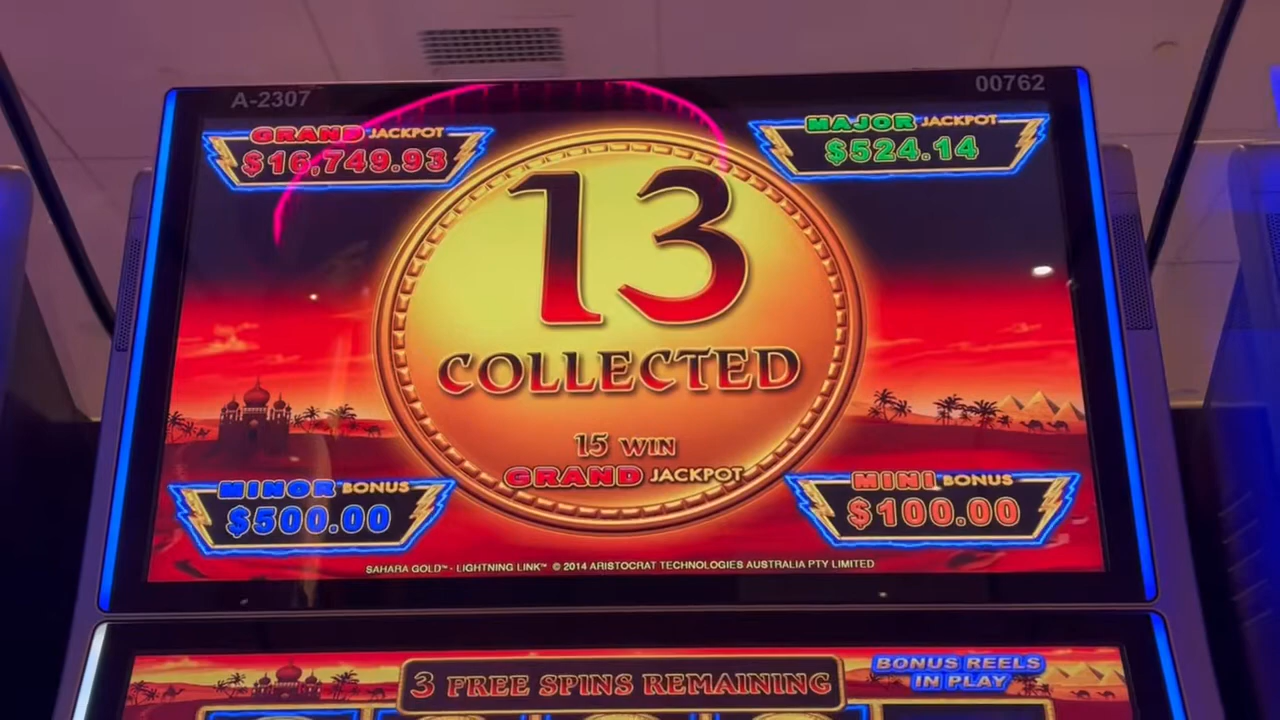 A-2307
00762
GRAND JACKPOT
$16,749.93
MAJOR JACKPOT
$524.14
13
COLLECTED
15 WIN
GRAND JACKPOT
MINOR BONUS
$500.00
MINI BONUS
$100.00
SAHARA GOLD™ - LIGHTNING LINK™ © 2014 ARISTOCRAT TECHNOLOGIES AUSTRALIA PTY LIMITED
3 FREE SPINS REMAINING
BONUS REELS
IN PLAY